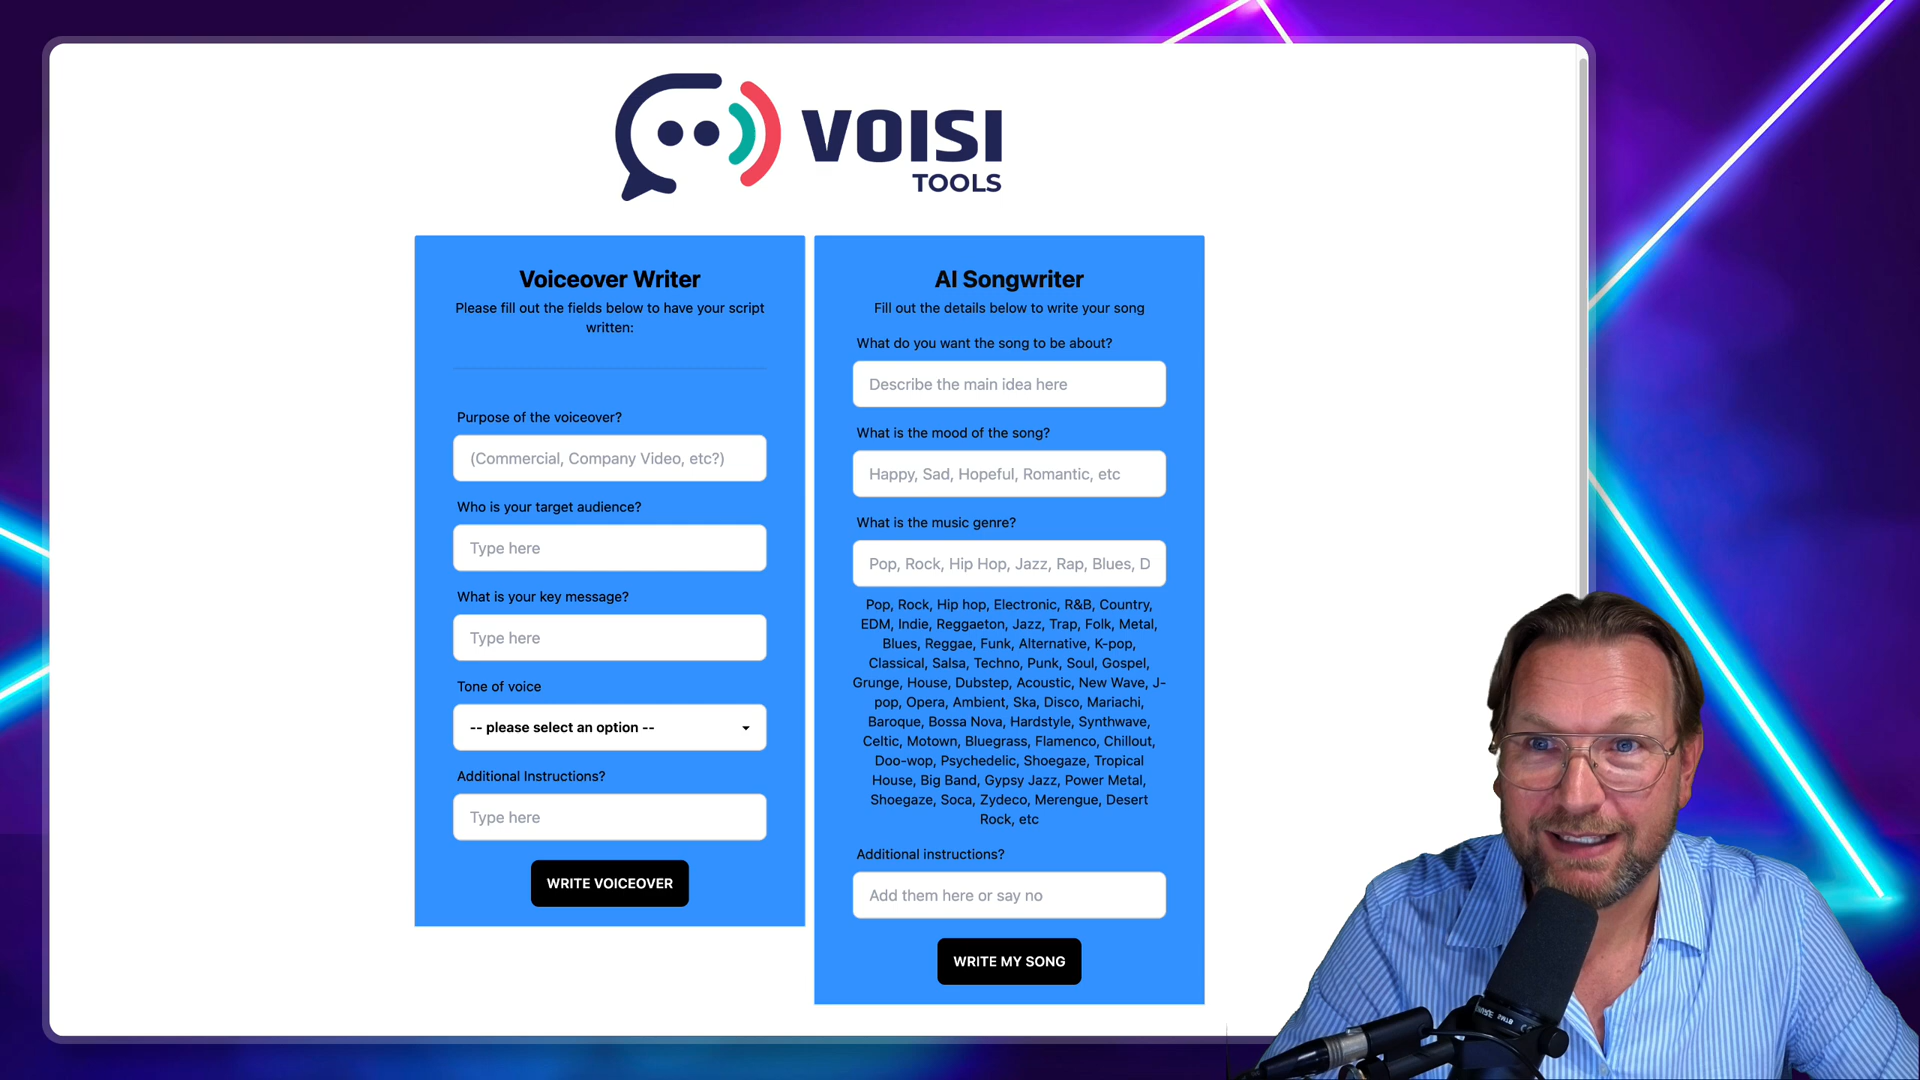 VOISI
TOOLS
Voiceover Writer
Please fill out the fields below to have your script
written:
Purpose of the voiceover?
(Commercial, Company Video, etc?)
Who is your target audience?
Type here
What is your key message?
Type here
Tone of voice
-- please select an option --
Additional Instructions?
Type here
WRITE VOICEOVER
AI Songwriter
Fill out the details below to write your song
What do you want the song to be about?
Describe the main idea here
What is the mood of the song?
Happy, Sad, Hopeful, Romantic, etc
What is the music genre?
Pop, Rock, Hip Hop, Jazz, Rap, Blues, D
Pop, Rock, Hip hop, Electronic, R&B, Country,
EDM, Indie, Reggaeton, Jazz, Trap, Folk, Metal,
Blues, Reggae, Funk, Alternative, K-pop,
Classical, Salsa, Techno, Punk, Soul, Gospel,
Grunge, House, Dubstep, Acoustic, New Wave, J-
pop, Opera, Ambient, Ska, Disco, Mariachi,
Baroque, Bossa Nova, Hardstyle, Synthwave,
Celtic, Motown, Bluegrass, Flamenco, Chillout,
Doo-wop, Psychedelic, Shoegaze, Tropical
House, Big Band, Gypsy Jazz, Power Metal,
Shoegaze, Soca, Zydeco, Merengue, Desert
Rock, etc
Additional instructions?
Add them here or say no
WRITE MY SONG